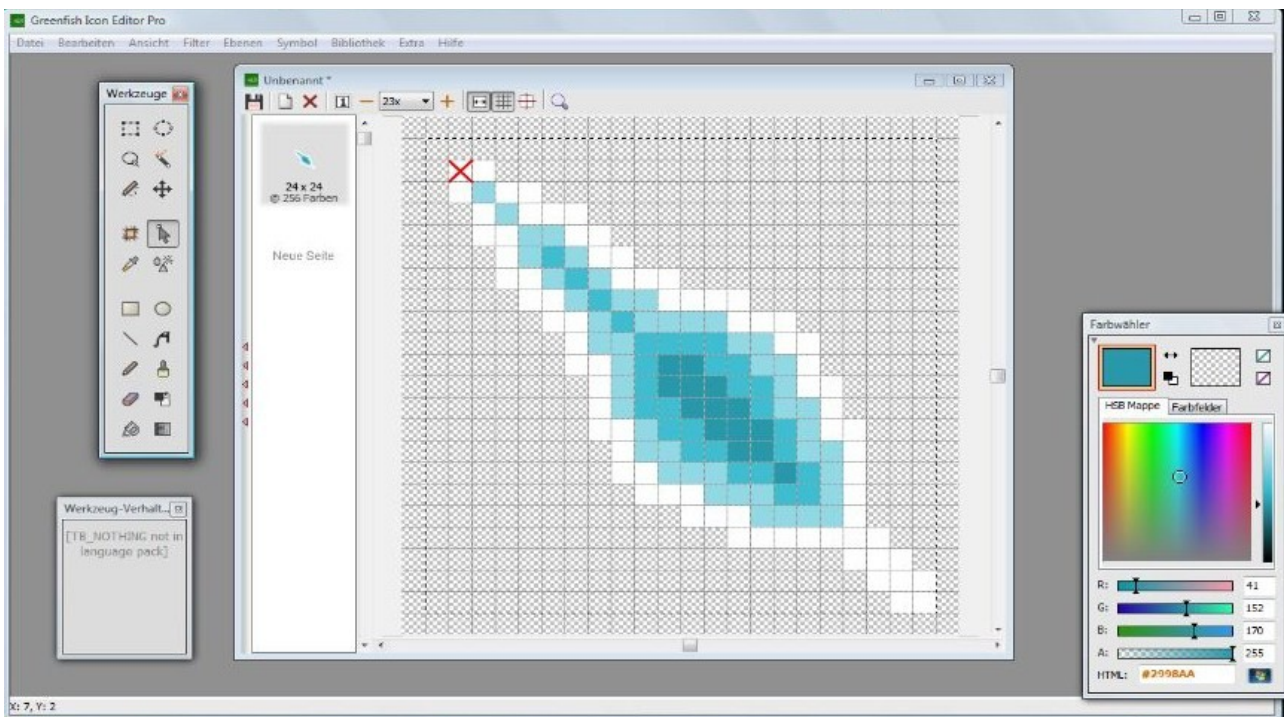 Greenfish Icon Editor Pro
Datei Bearbeiten Ansicht Filter Ebenen Symbol Bibliothek Extra Hilfe
Werkzeuge
Unbenannt *
23x
24 x 24
@ 256 Farben
Neue Seite
Werkzeug-Verhalt...
[TB_NOTHING not in
language pack]
Farbwähler
HSB Mappe Farbfelder
R: 41
G: 152
B: 170
A: 255
HTML: #2998AA
X: 7, Y: 2